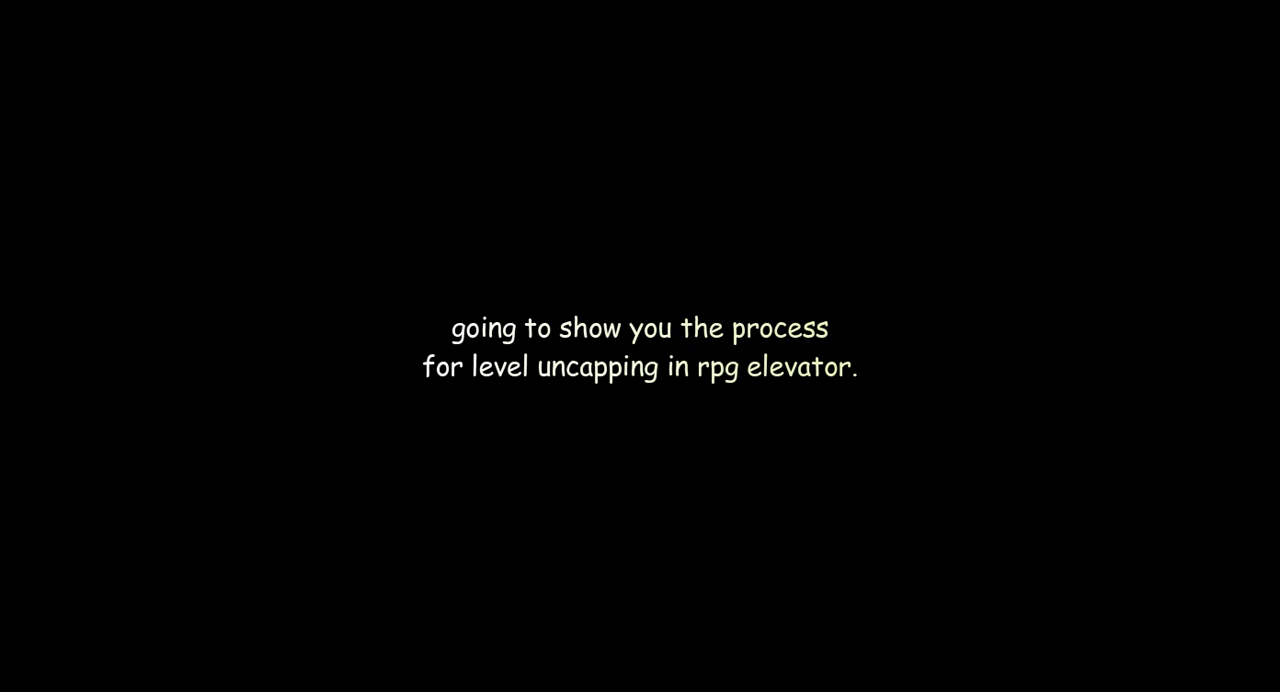 going to show you the process
for level uncapping in rpg elevator.